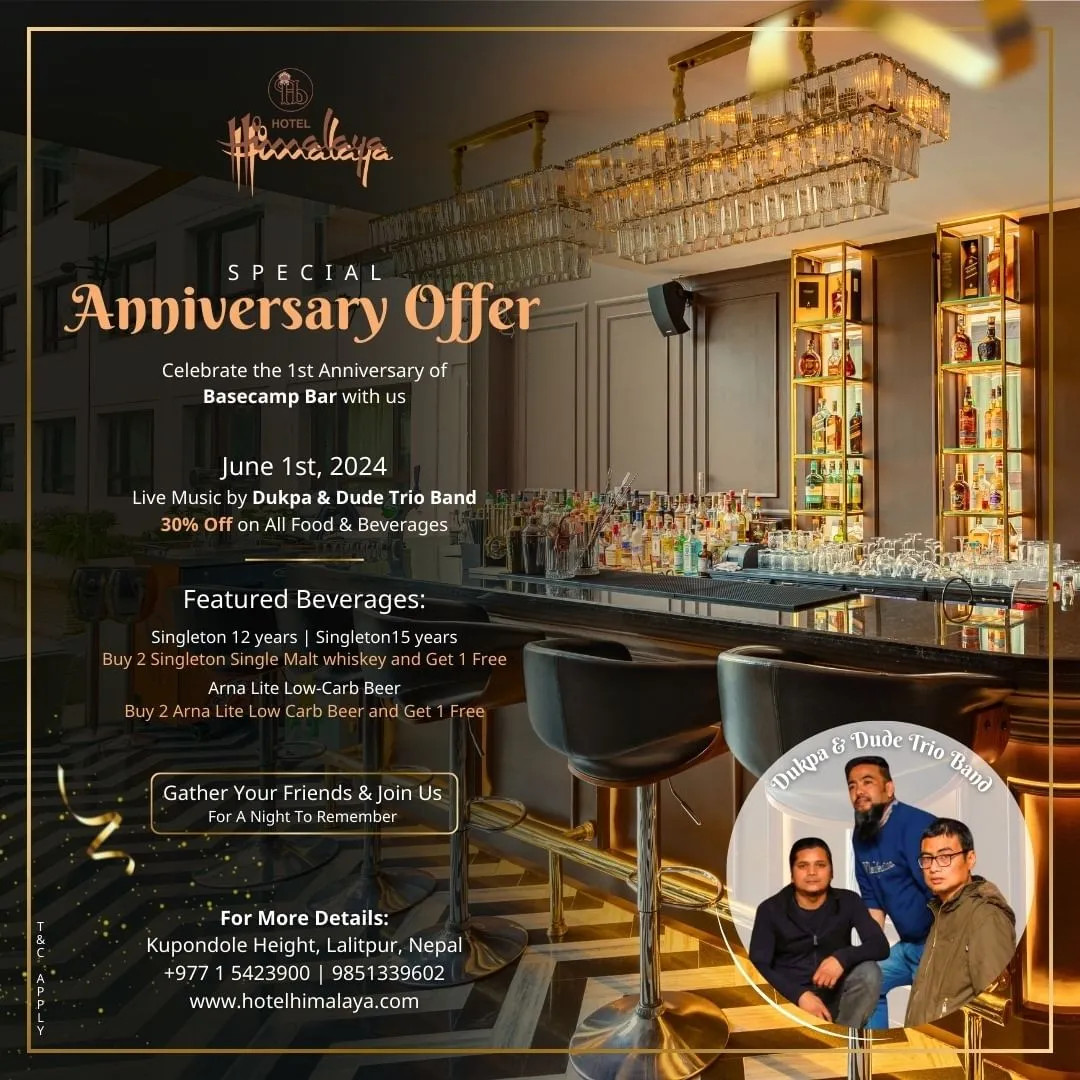 Hb
HOTEL
Himalaya
SPECIAL
Anniversary Offer
Celebrate the 1st Anniversary of
Basecamp Bar with us
June 1st, 2024
Live Music by Dukpa & Dude Trio Band
30% Off on All Food & Beverages
Featured Beverages:
Singleton 12 years | Singleton15 years
Buy 2 Singleton Single Malt whiskey and Get 1 Free
Arna Lite Low-Carb Beer
Buy 2 Arna Lite Low Carb Beer and Get 1 Free
Gather Your Friends & Join Us
For A Night To Remember
Dukpa & Dude Trio Band
For More Details:
Kupondole Height, Lalitpur, Nepal
+977 1 5423900 | 9851339602
www.hotelhimalaya.com
T&C APPLY